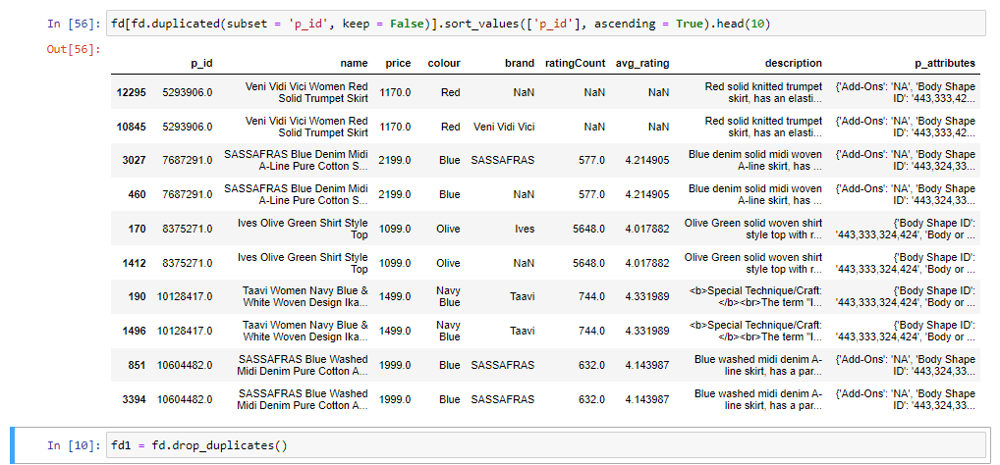 In [56]: fd[fd.duplicated(subset = 'p_id', keep = False)].sort_values(['p_id'], ascending = True).head(10)
Out[56]:
p_id name price colour brand ratingCount avg_rating description p_attributes
12295 5293906.0 Veni Vidi Vici Women Red Solid Trumpet Skirt 1170.0 Red NaN NaN NaN Red solid knitted trumpet skirt, has an elasti... {'Add-Ons': 'NA', 'Body Shape ID': '443,333,42...
10845 5293906.0 Veni Vidi Vici Women Red Solid Trumpet Skirt 1170.0 Red Veni Vidi Vici NaN NaN Red solid knitted trumpet skirt, has an elasti... {'Add-Ons': 'NA', 'Body Shape ID': '443,333,42...
3027 7687291.0 SASSAFRAS Blue Denim Midi A-Line Pure Cotton S... 2199.0 Blue SASSAFRAS 577.0 4.214905 Blue denim solid midi woven A-line skirt, has ... {'Add-Ons': 'NA', 'Body Shape ID': '443,324,33...
460 7687291.0 SASSAFRAS Blue Denim Midi A-Line Pure Cotton S... 2199.0 Blue NaN 577.0 4.214905 Blue denim solid midi woven A-line skirt, has ... {'Add-Ons': 'NA', 'Body Shape ID': '443,324,33...
170 8375271.0 Ives Olive Green Shirt Style Top 1099.0 Olive Ives 5648.0 4.017882 Olive Green solid woven shirt style top with r... {'Body Shape ID': '443,333,324,424', 'Body or ...
1412 8375271.0 Ives Olive Green Shirt Style Top 1099.0 Olive NaN 5648.0 4.017882 Olive Green solid woven shirt style top with r... {'Body Shape ID': '443,333,324,424', 'Body or ...
190 10128417.0 Taavi Women Navy Blue & White Woven Design Ika... 1499.0 Navy Blue Taavi 744.0 4.331989 <b>Special Technique/Craft: </b><br>The term "I... {'Body Shape ID': '443,333,324,424', 'Body or ...
1496 10128417.0 Taavi Women Navy Blue & White Woven Design Ika... 1499.0 Navy Blue Taavi 744.0 4.331989 <b>Special Technique/Craft: </b><br>The term "I... {'Body Shape ID': '443,333,324,424', 'Body or ...
851 10604482.0 SASSAFRAS Blue Washed Midi Denim Pure Cotton A... 1999.0 Blue SASSAFRAS 632.0 4.143987 Blue washed midi denim A-line skirt, has a par... {'Add-Ons': 'NA', 'Body Shape ID': '443,324,33...
3394 10604482.0 SASSAFRAS Blue Washed Midi Denim Pure Cotton A... 1999.0 Blue SASSAFRAS 632.0 4.143987 Blue washed midi denim A-line skirt, has a par... {'Add-Ons': 'NA', 'Body Shape ID': '443,324,33...
In [10]: fd1 = fd.drop_duplicates()